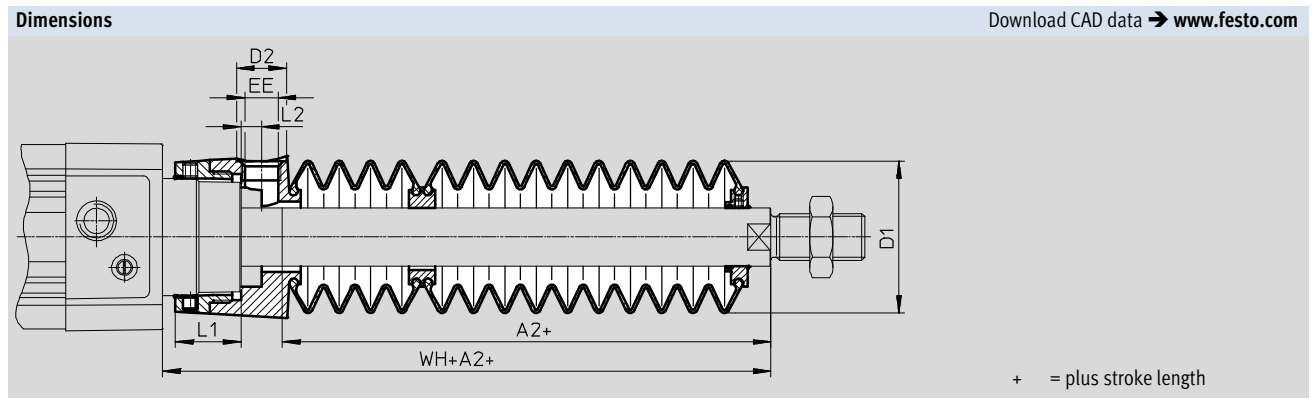 Dimensions
Download CAD data ➔ www.festo.com
D2
EE
L2
D1
L1
A2+
WH+A2+
+ = plus stroke length